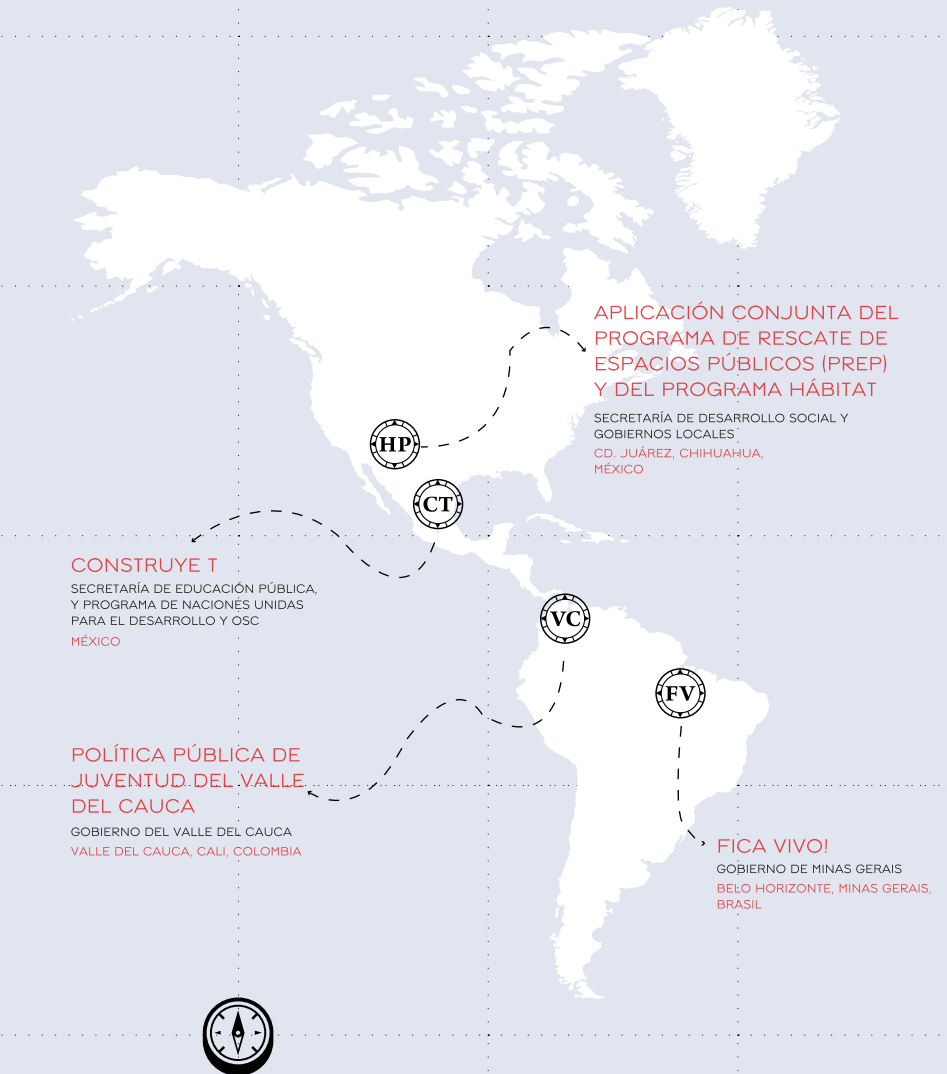 APLICACIÓN CONJUNTA DEL
PROGRAMA DE RESCATE DE
ESPACIOS PÚBLICOS (PREP)
Y DEL PROGRAMA HÁBITAT
SECRETARÍA DE DESARROLLO SOCIAL Y
GOBIERNOS LOCALES
CD. JUÁREZ, CHIHUAHUA,
MÉXICO
HP
CT
CONSTRUYE T
SECRETARÍA DE EDUCACIÓN PÚBLICA,
Y PROGRAMA DE NACIONES UNIDAS
PARA EL DESARROLLO Y OSC
MÉXICO
VC
FV
POLÍTICA PÚBLICA DE
JUVENTUD DEL VALLE
DEL CAUCA
GOBIERNO DEL VALLE DEL CAUCA
VALLE DEL CAUCA, CALI, COLOMBIA
FICA VIVO!
GOBIERNO DE MINAS GERAIS
BELO HORIZONTE, MINAS GERAIS,
BRASIL